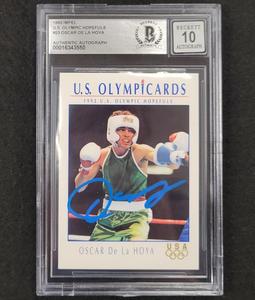 1992 IMPEL
U.S. OLYMPIC HOPEFULS
#23 OSCAR DE LA HOYA
AUTHENTIC AUTOGRAPH
00016343550
BECKETT
10
AUTOGRAPH
U.S. OLYMPICARDS
1992 U.S. OLYMPIC HOPEFULS
OSCAR De La HOYA
USA